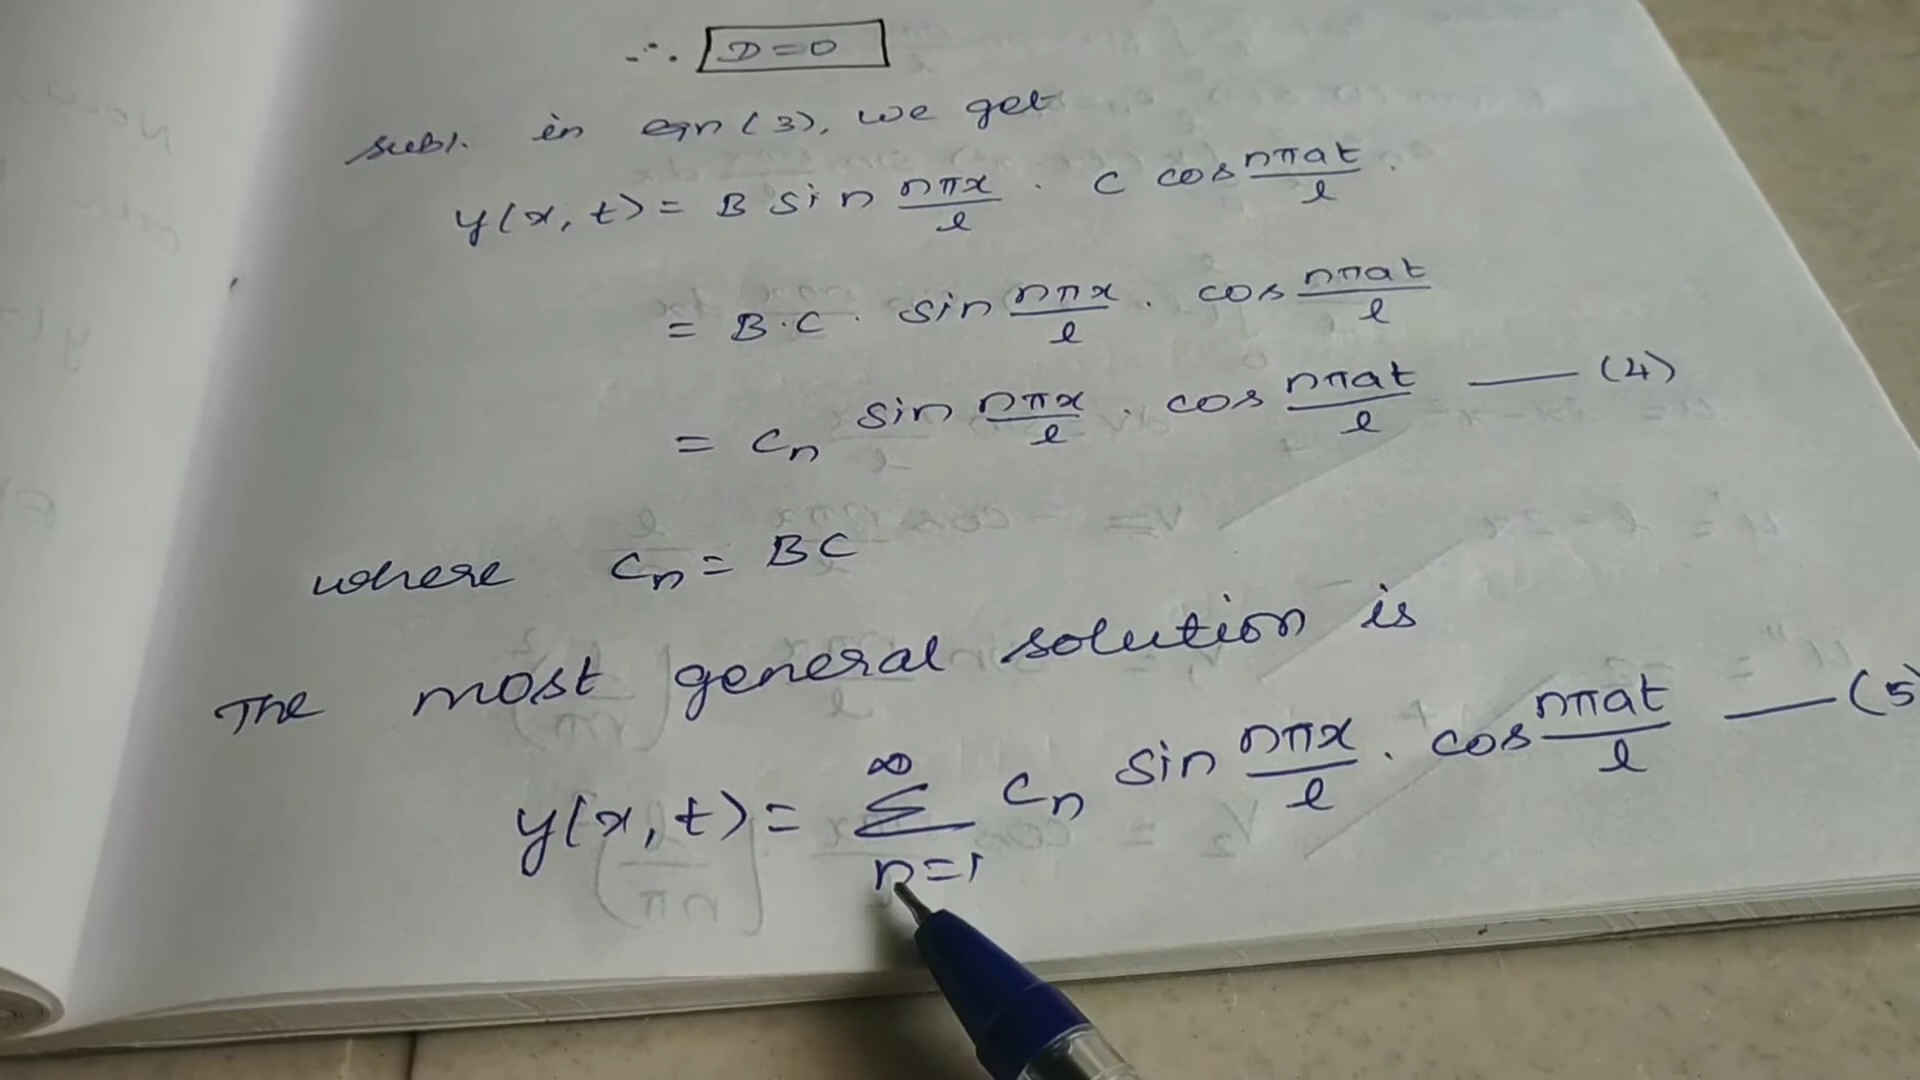 ∴ D=0
subt. in eqn (3), we get
y(x,t) = B sin nπx/l . C cos nπat/l .
= B.C. sin nπx/l . cos nπat/l
= Cn sin nπx/l . cos nπat/l —— (4)
where Cn = BC
The most general solution is
y(x,t) = ∞ Σ n=1 Cn sin nπx/l . cos nπat/l —— (5)